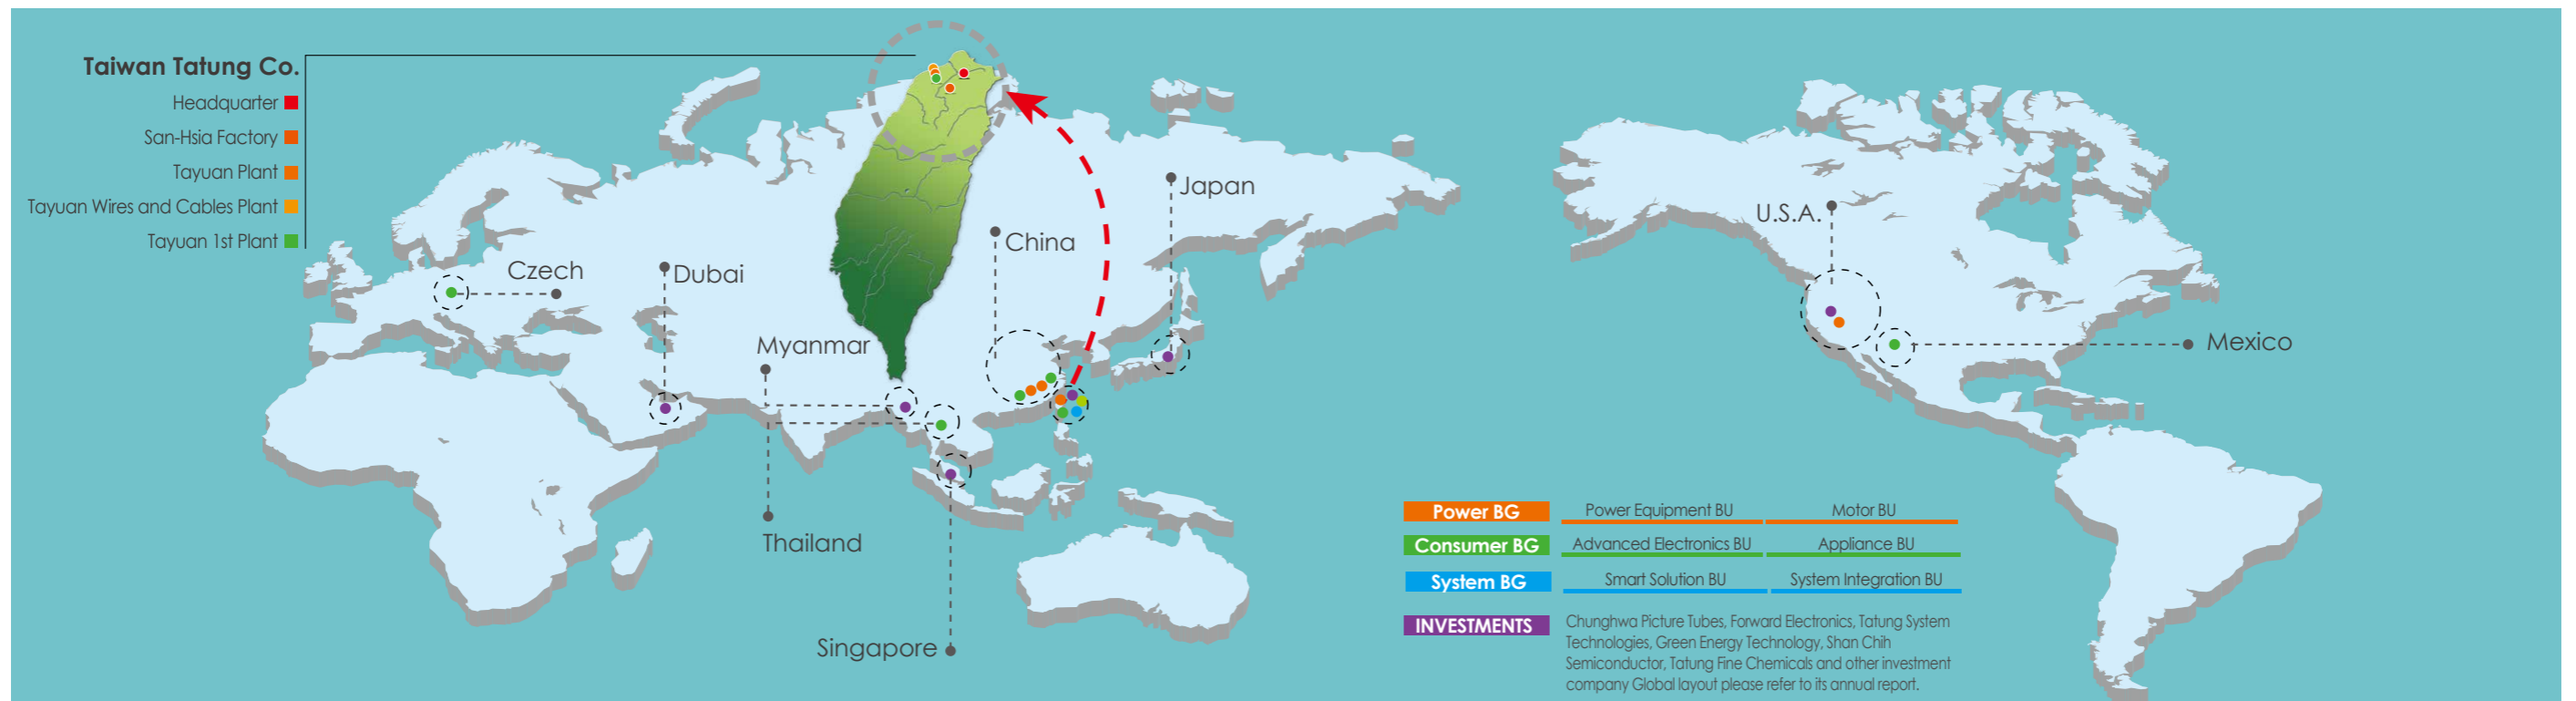 Taiwan Tatung Co.
Headquarter
San-Hsia Factory
Tayuan Plant
Tayuan Wires and Cables Plant
Tayuan 1st Plant
Czech
Dubai
Myanmar
Thailand
Singapore
China
Japan
U.S.A.
Mexico
Power BG Power Equipment BU Motor BU
Consumer BG Advanced Electronics BU Appliance BU
System BG Smart Solution BU System Integration BU
INVESTMENTS Chunghwa Picture Tubes, Forward Electronics, Tatung System
Technologies, Green Energy Technology, Shan Chih
Semiconductor, Tatung Fine Chemicals and other investment
company Global layout please refer to its annual report.